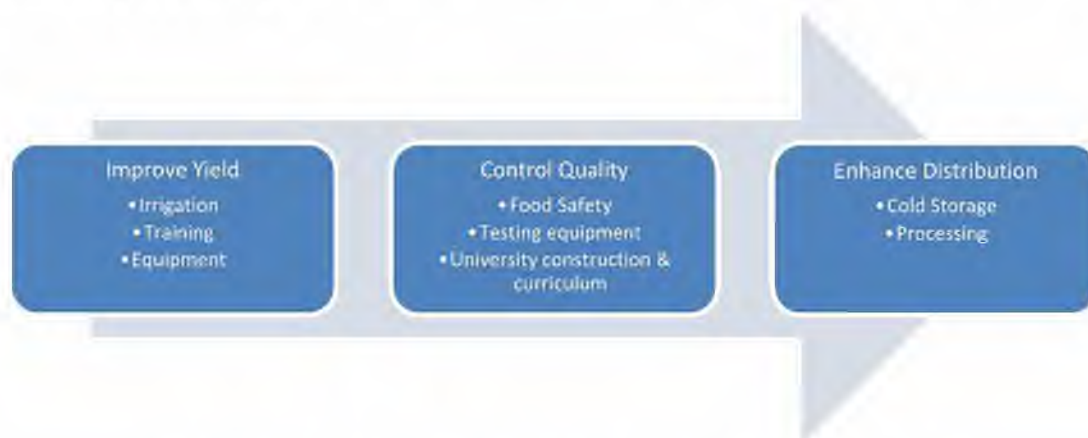 Improve Yield
•Irrigation
•Training
•Equipment
Control Quality
•Food Safety
•Testing equipment
•University construction &
curriculum
Enhance Distribution
•Cold Storage
•Processing